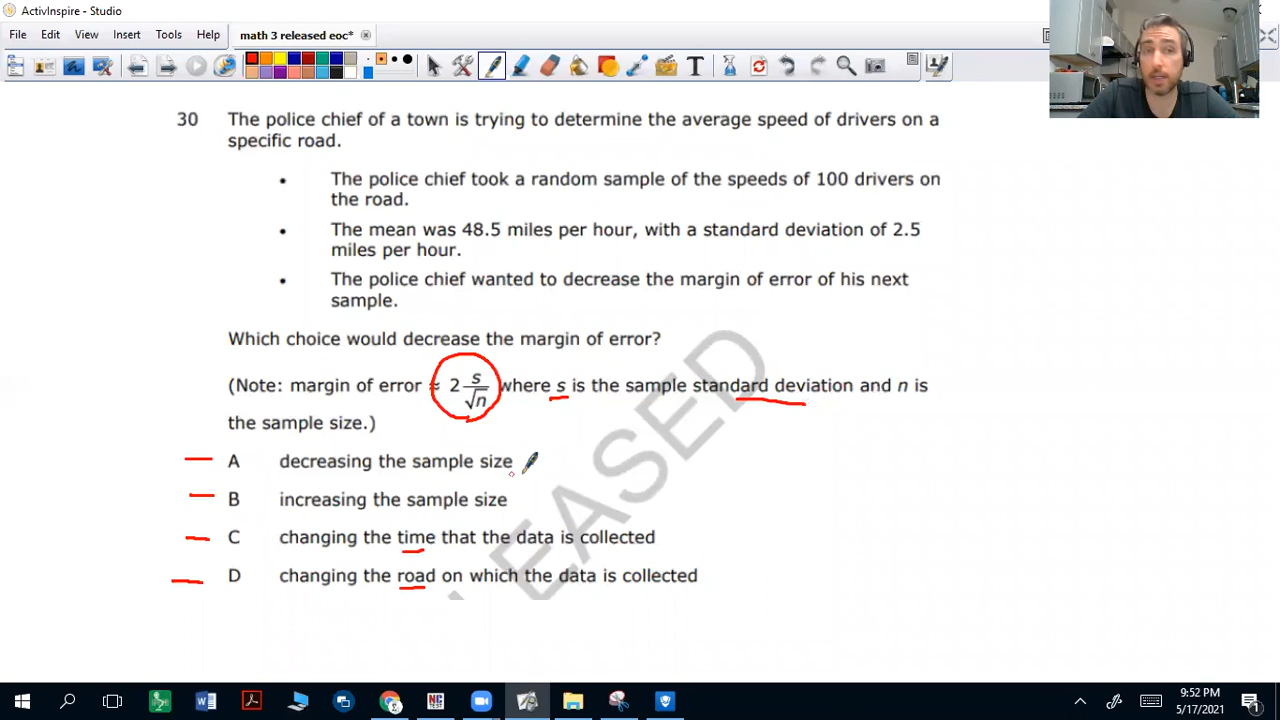 ActivInspire - Studio
File Edit View Insert Tools Help math 3 released eoc*
30 The police chief of a town is trying to determine the average speed of drivers on a
specific road.
• The police chief took a random sample of the speeds of 100 drivers on
the road.
• The mean was 48.5 miles per hour, with a standard deviation of 2.5
miles per hour.
• The police chief wanted to decrease the margin of error of his next
sample.
Which choice would decrease the margin of error?
(Note: margin of error ≈ 2 s/√n where s is the sample standard deviation and n is
the sample size.)
A decreasing the sample size
B increasing the sample size
C changing the time that the data is collected
D changing the road on which the data is collected
EASED
9:52 PM
5/17/2021